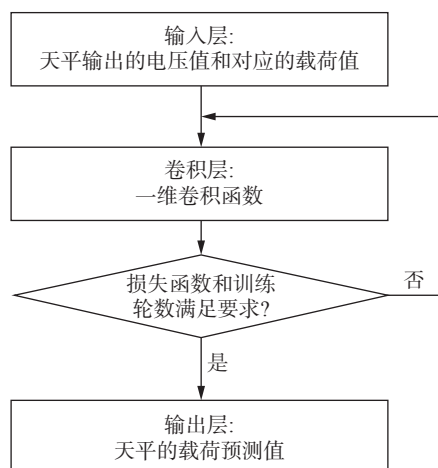 输入层:
天平输出的电压值和对应的载荷值
卷积层:
一维卷积函数
损失函数和训练
轮数满足要求?
否
是
输出层:
天平的载荷预测值